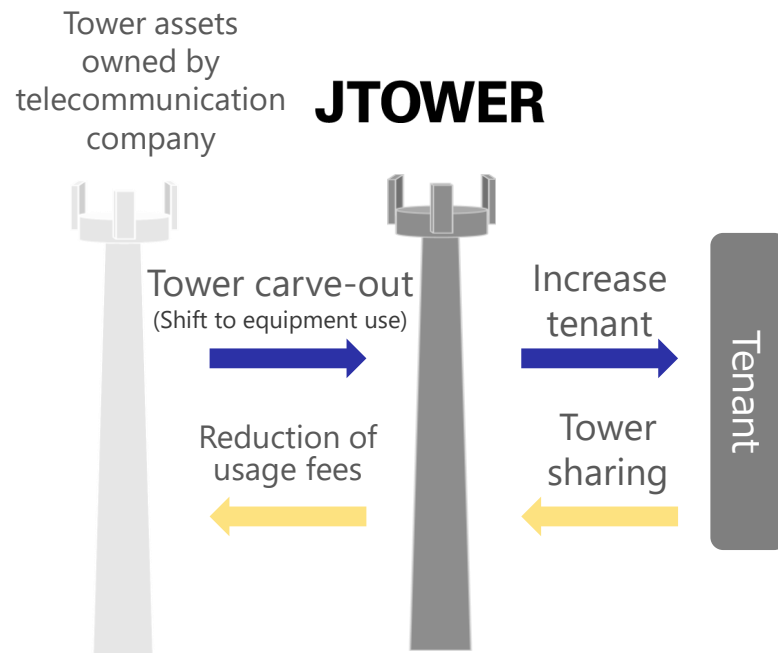 Tower assets
owned by
telecommunication
company
JTOWER
Tower carve-out
(Shift to equipment use)
Increase
tenant
Reduction of
usage fees
Tower
sharing
Tenant